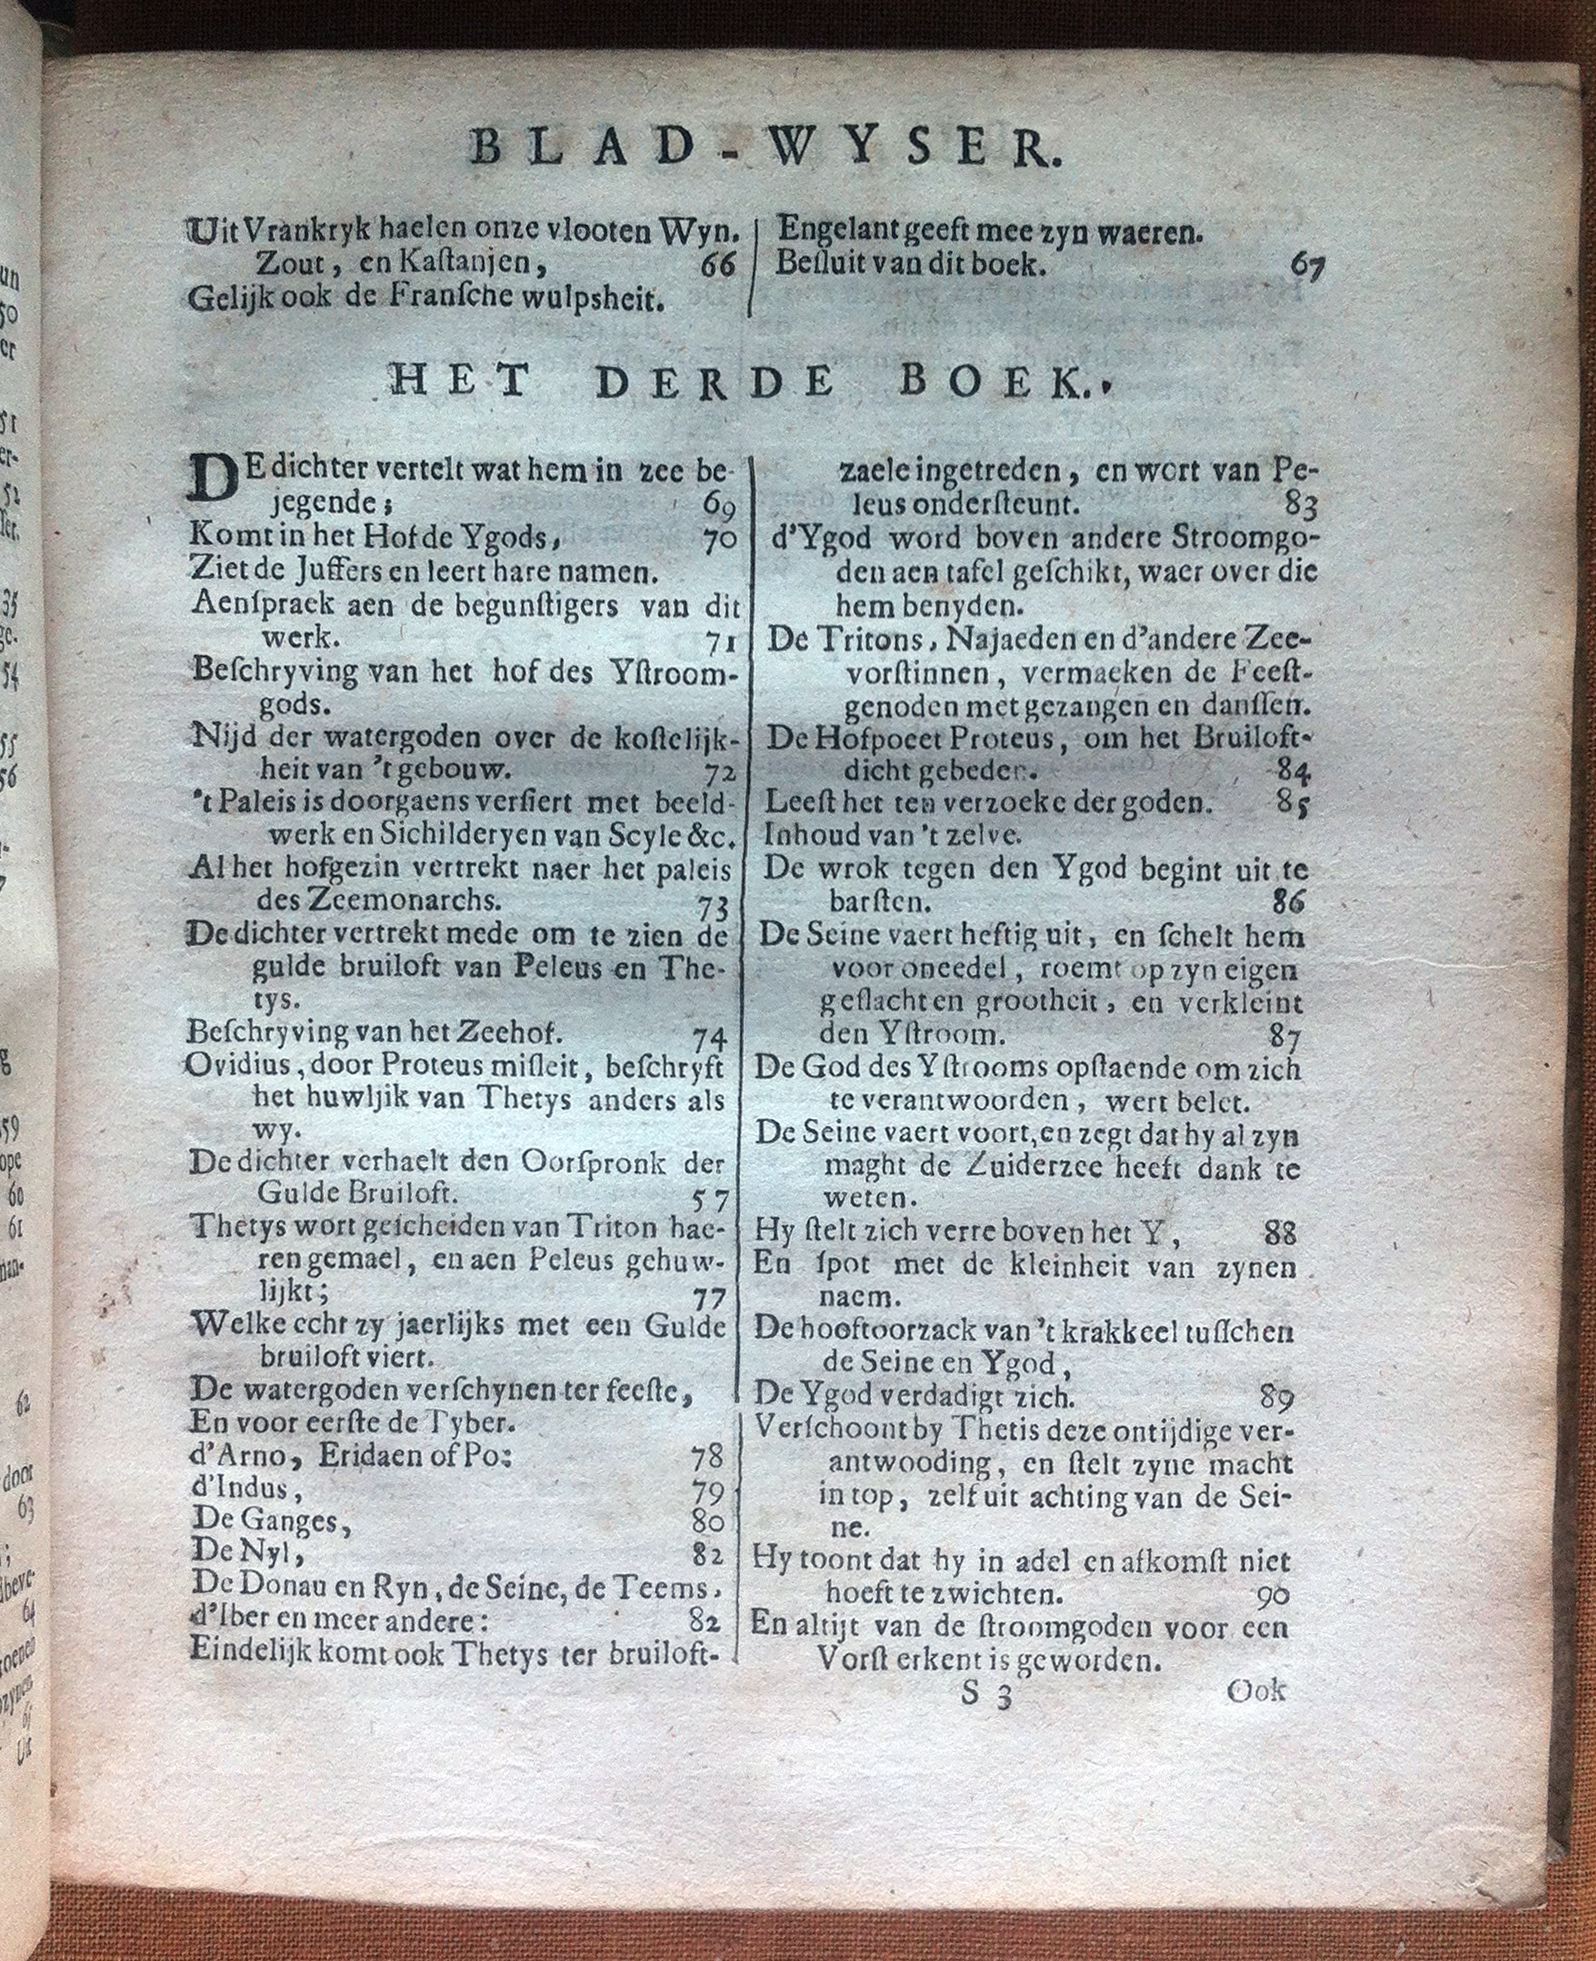 BLAD-WYSER.
Uit Vrankryk haelen onze vlooten Wyn.
Zout, en Kaſtanjen, 66
Gelijk ook de Franſche wulpsheit.
Engelant geeft mee zyn waeren.
Beſluit van dit boek. 67
HET DERDE BOEK.
DE dichter vertelt wat hem in zee be-
jegende; 69
Komt in het Hof de Ygods, 70
Ziet de Juffers en leert hare namen.
Aenſpraek aen de begunſtigers van dit
werk. 71
Beſchryving van het hof des Yſtroom-
gods.
Nijd der watergoden over de koſtelijk-
heit van 't gebouw. 72
't Paleis is doorgaens verſiert met beeld-
werk en Sichilderyen van Scyle &c.
Al het hofgezin vertrekt naer het paleis
des Zeemonarchs. 73
De dichter vertrekt mede om te zien de
gulde bruiloft van Peleus en The-
tys.
Beſchryving van het Zeehof. 74
Ovidius, door Proteus miſleit, beſchryft
het huwljik van Thetys anders als
wy.
De dichter verhaelt den Oorſpronk der
Gulde Bruiloft. 57
Thetys wort geſcheiden van Triton hae-
ren gemael, en aen Peleus gehuw-
lijkt; 77
Welke echt zy jaerlijks met een Gulde
bruiloft viert.
De watergoden verſchynen ter feeſte,
En voor eerſte de Tyber.
d'Arno, Eridaen of Po: 78
d'Indus, 79
De Ganges, 80
De Nyl, 82
De Donau en Ryn, de Seine, de Teems,
d'Iber en meer andere: 82
Eindelijk komt ook Thetys ter bruiloft-
zaele ingetreden, en wort van Pe-
leus onderſteunt. 83
d'Ygod word boven andere Stroomgo-
den aen tafel geſchikt, waer over die
hem benyden.
De Tritons, Najaeden en d'andere Zee-
vorſtinnen, vermaeken de Feeſt-
genoden met gezangen en danſſen.
De Hofpoeet Proteus, om het Bruiloft-
dicht gebeden. 84
Leeſt het ten verzoeke der goden. 85
Inhoud van 't zelve.
De wrok tegen den Ygod begint uit te
barſten. 86
De Seine vaert heftig uit, en ſchelt hem
voor oneedel, roemt op zyn eigen
geſlacht en grootheit, en verkleint
den Yſtroom. 87
De God des Yſtrooms opſtaende om zich
te verantwoorden, wert belet.
De Seine vaert voort, en zegt dat hy al zyn
maght de Zuiderzee heeft dank te
weten.
Hy ſtelt zich verre boven het Y, 88
En ſpot met de kleinheit van zynen
naem.
De hooftoorzack van 't krakkeel tuſſchen
de Seine en Ygod,
De Ygod verdadigt zich. 89
Verſchoont by Thetis deze ontijdige ver-
antwooding, en ſtelt zyne macht
in top, zelf uit achting van de Sei-
ne.
Hy toont dat hy in adel en afkomſt niet
hoeft te zwichten. 90
En altijt van de ſtroomgoden voor een
Vorſt erkent is geworden.
S 3 Ook